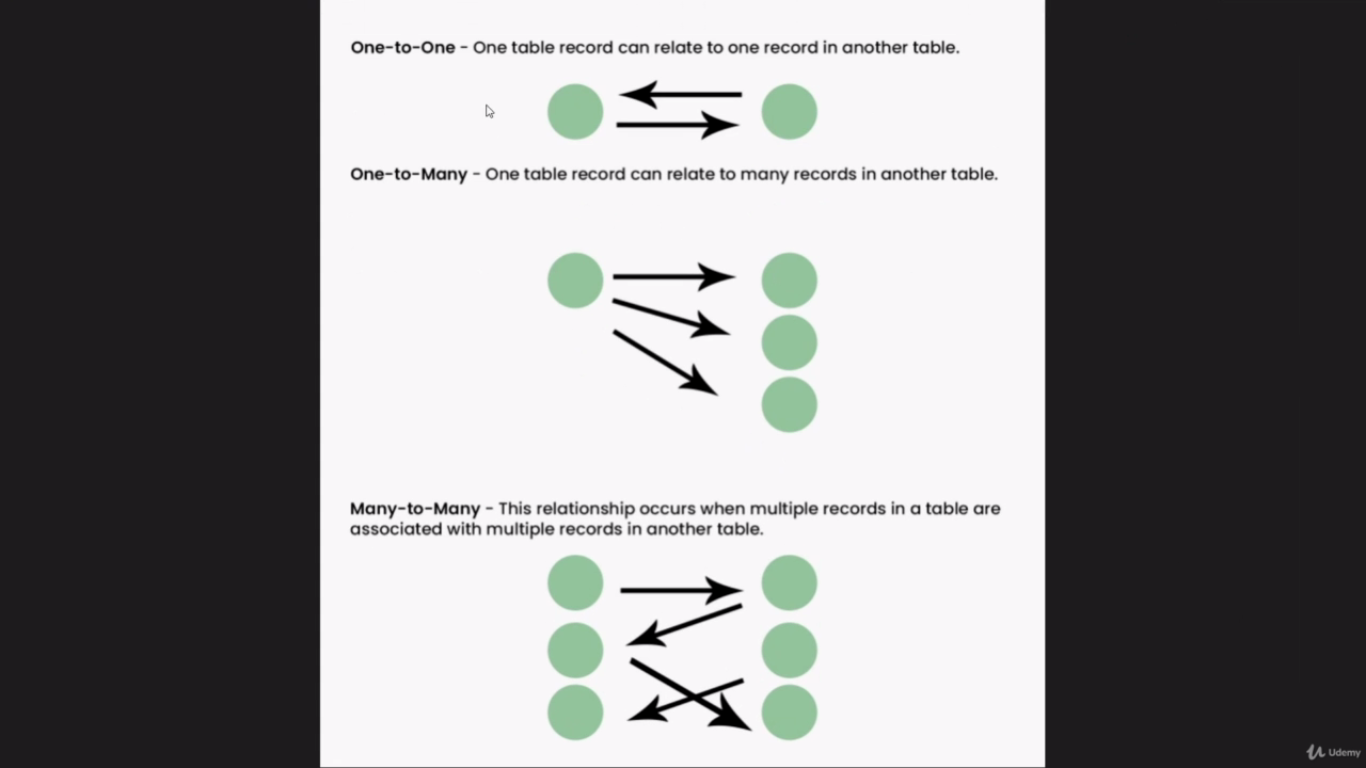 One-to-One - One table record can relate to one record in another table.
One-to-Many - One table record can relate to many records in another table.
Many-to-Many - This relationship occurs when multiple records in a table are
associated with multiple records in another table.
Udemy